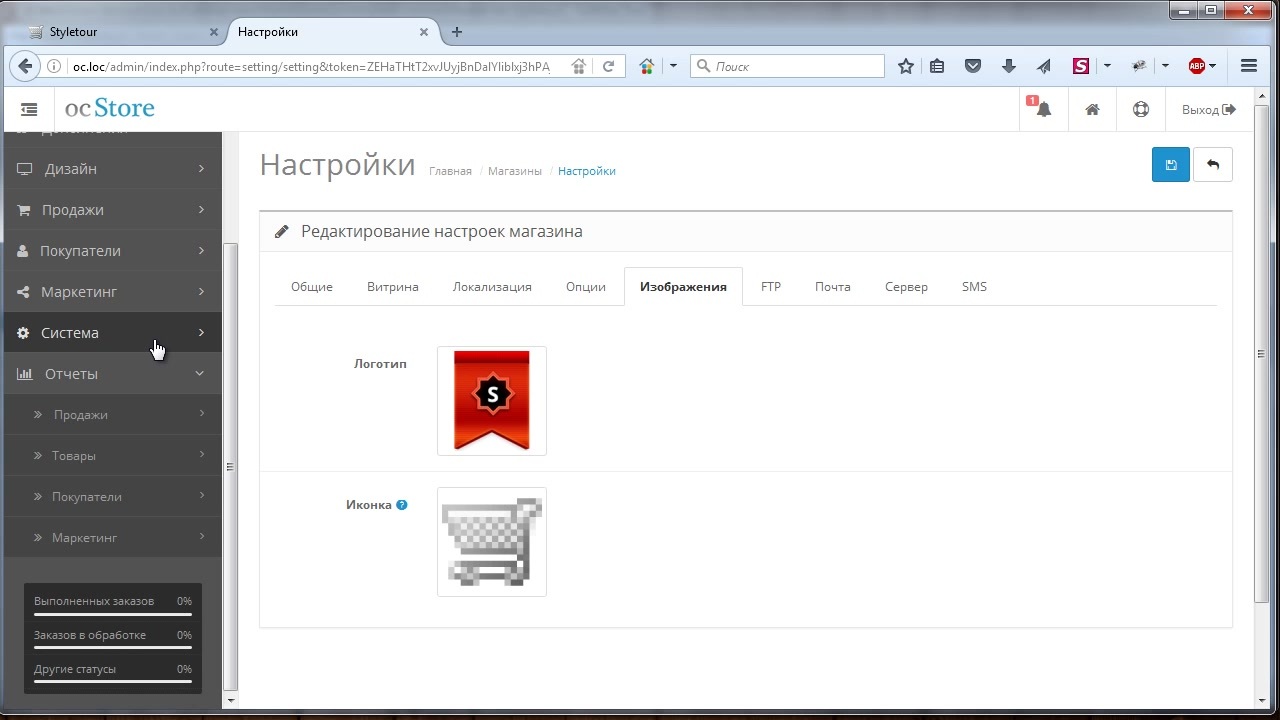 Styletour
Настройки
oc.loc/admin/index.php?route=setting/setting&token=
Поиск
ABP
S
ocStore
1
Выход
Дизайн
Продажи
Покупатели
Маркетинг
Система
Отчеты
Продажи
Товары
Покупатели
Маркетинг
Выполненных заказов 0%
Заказов в обработке 0%
Другие статусы 0%
Настройки
Главная / Магазины / Настройки
Редактирование настроек магазина
Общие Витрина Локализация Опции Изображения FTP Почта Сервер SMS
Логотип
S
Иконка ?